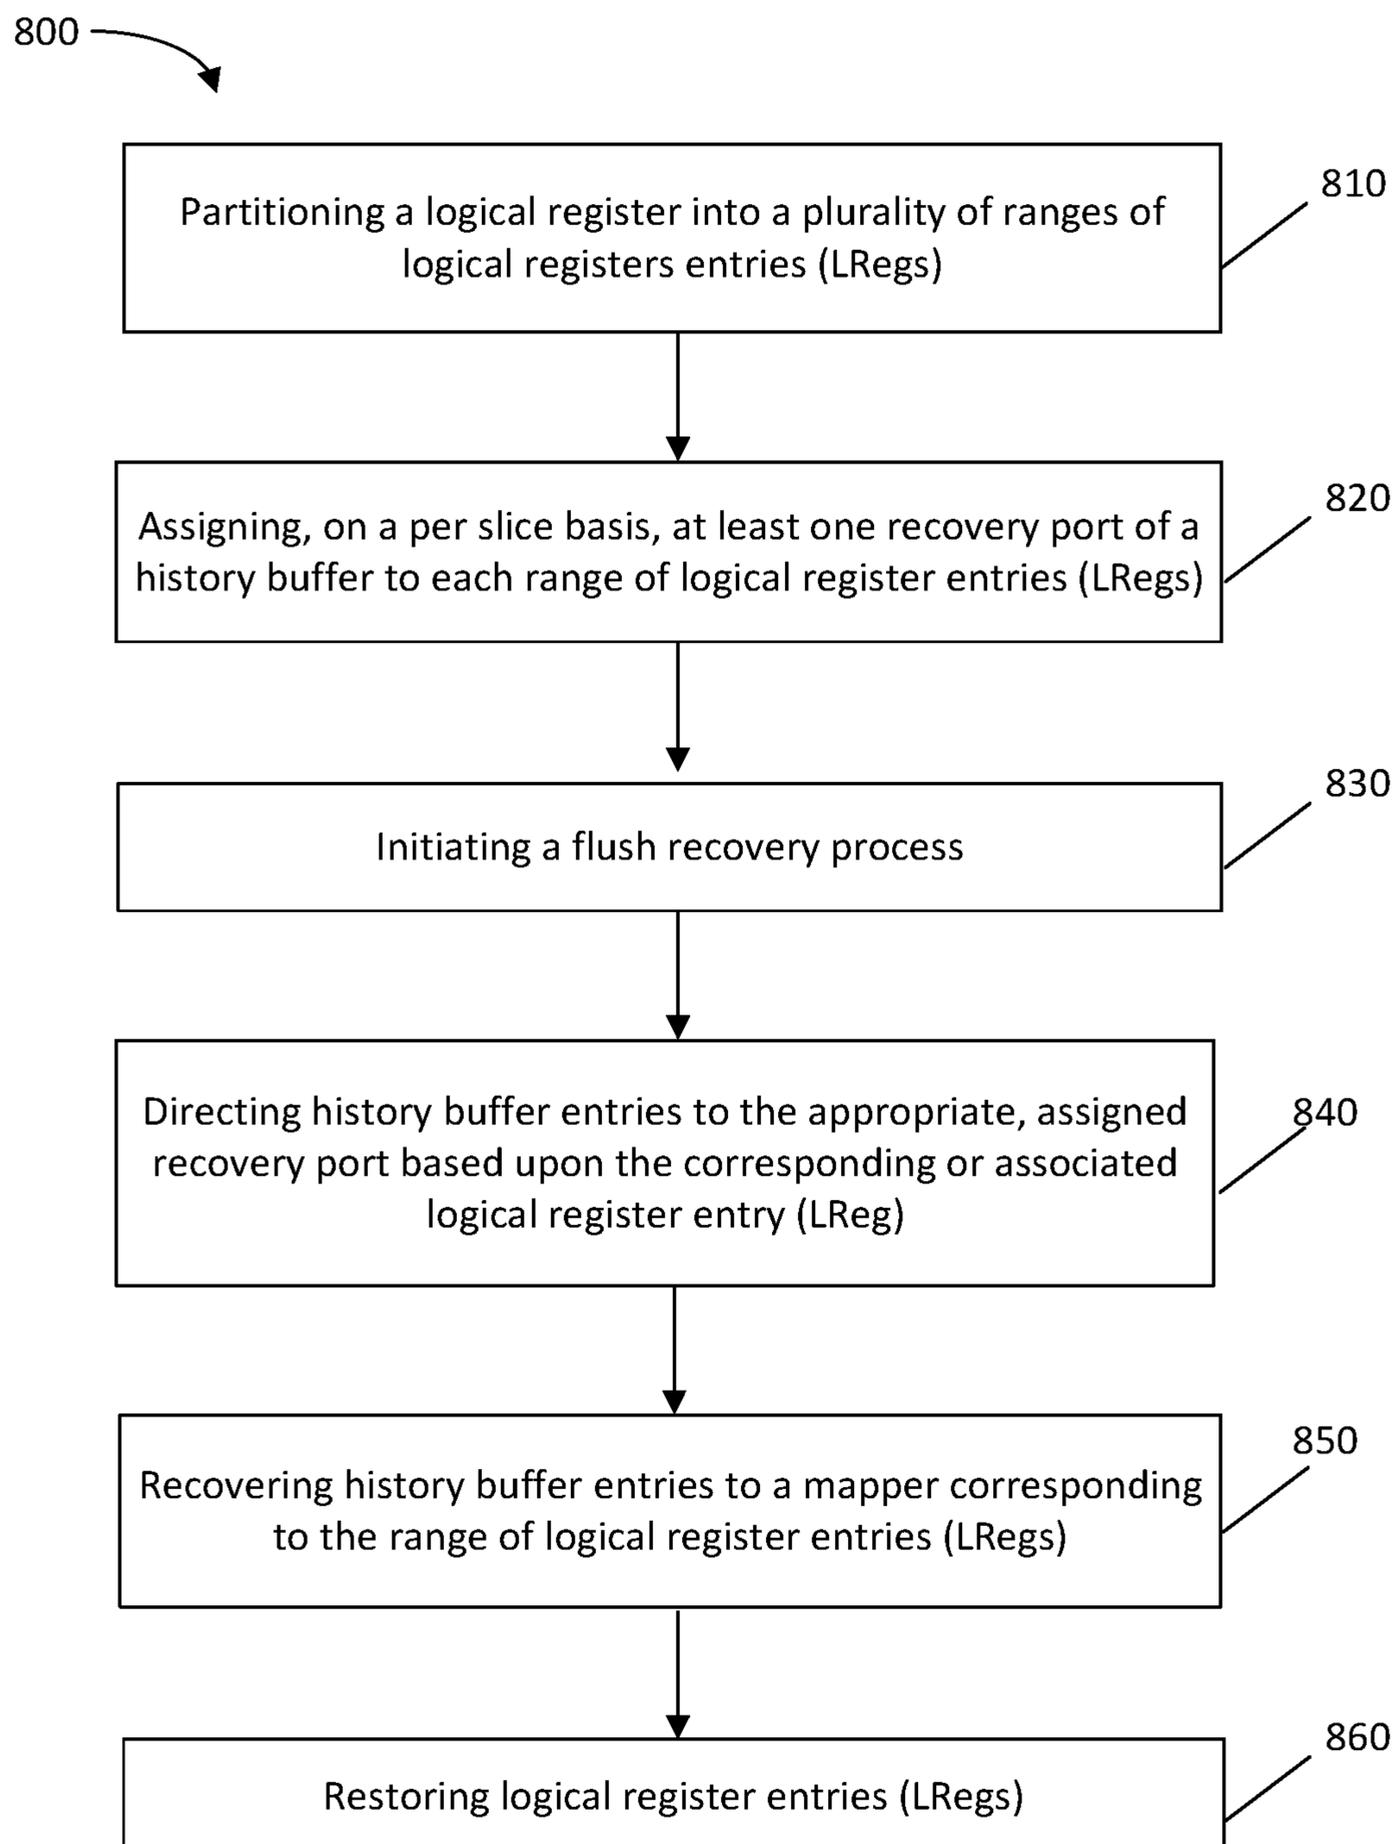 800
Partitioning a logical register into a plurality of ranges of
logical registers entries (LRegs)
810
Assigning, on a per slice basis, at least one recovery port of a
history buffer to each range of logical register entries (LRegs)
820
Initiating a flush recovery process
830
Directing history buffer entries to the appropriate, assigned
recovery port based upon the corresponding or associated
logical register entry (LReg)
840
Recovering history buffer entries to a mapper corresponding
to the range of logical register entries (LRegs)
850
Restoring logical register entries (LRegs)
860